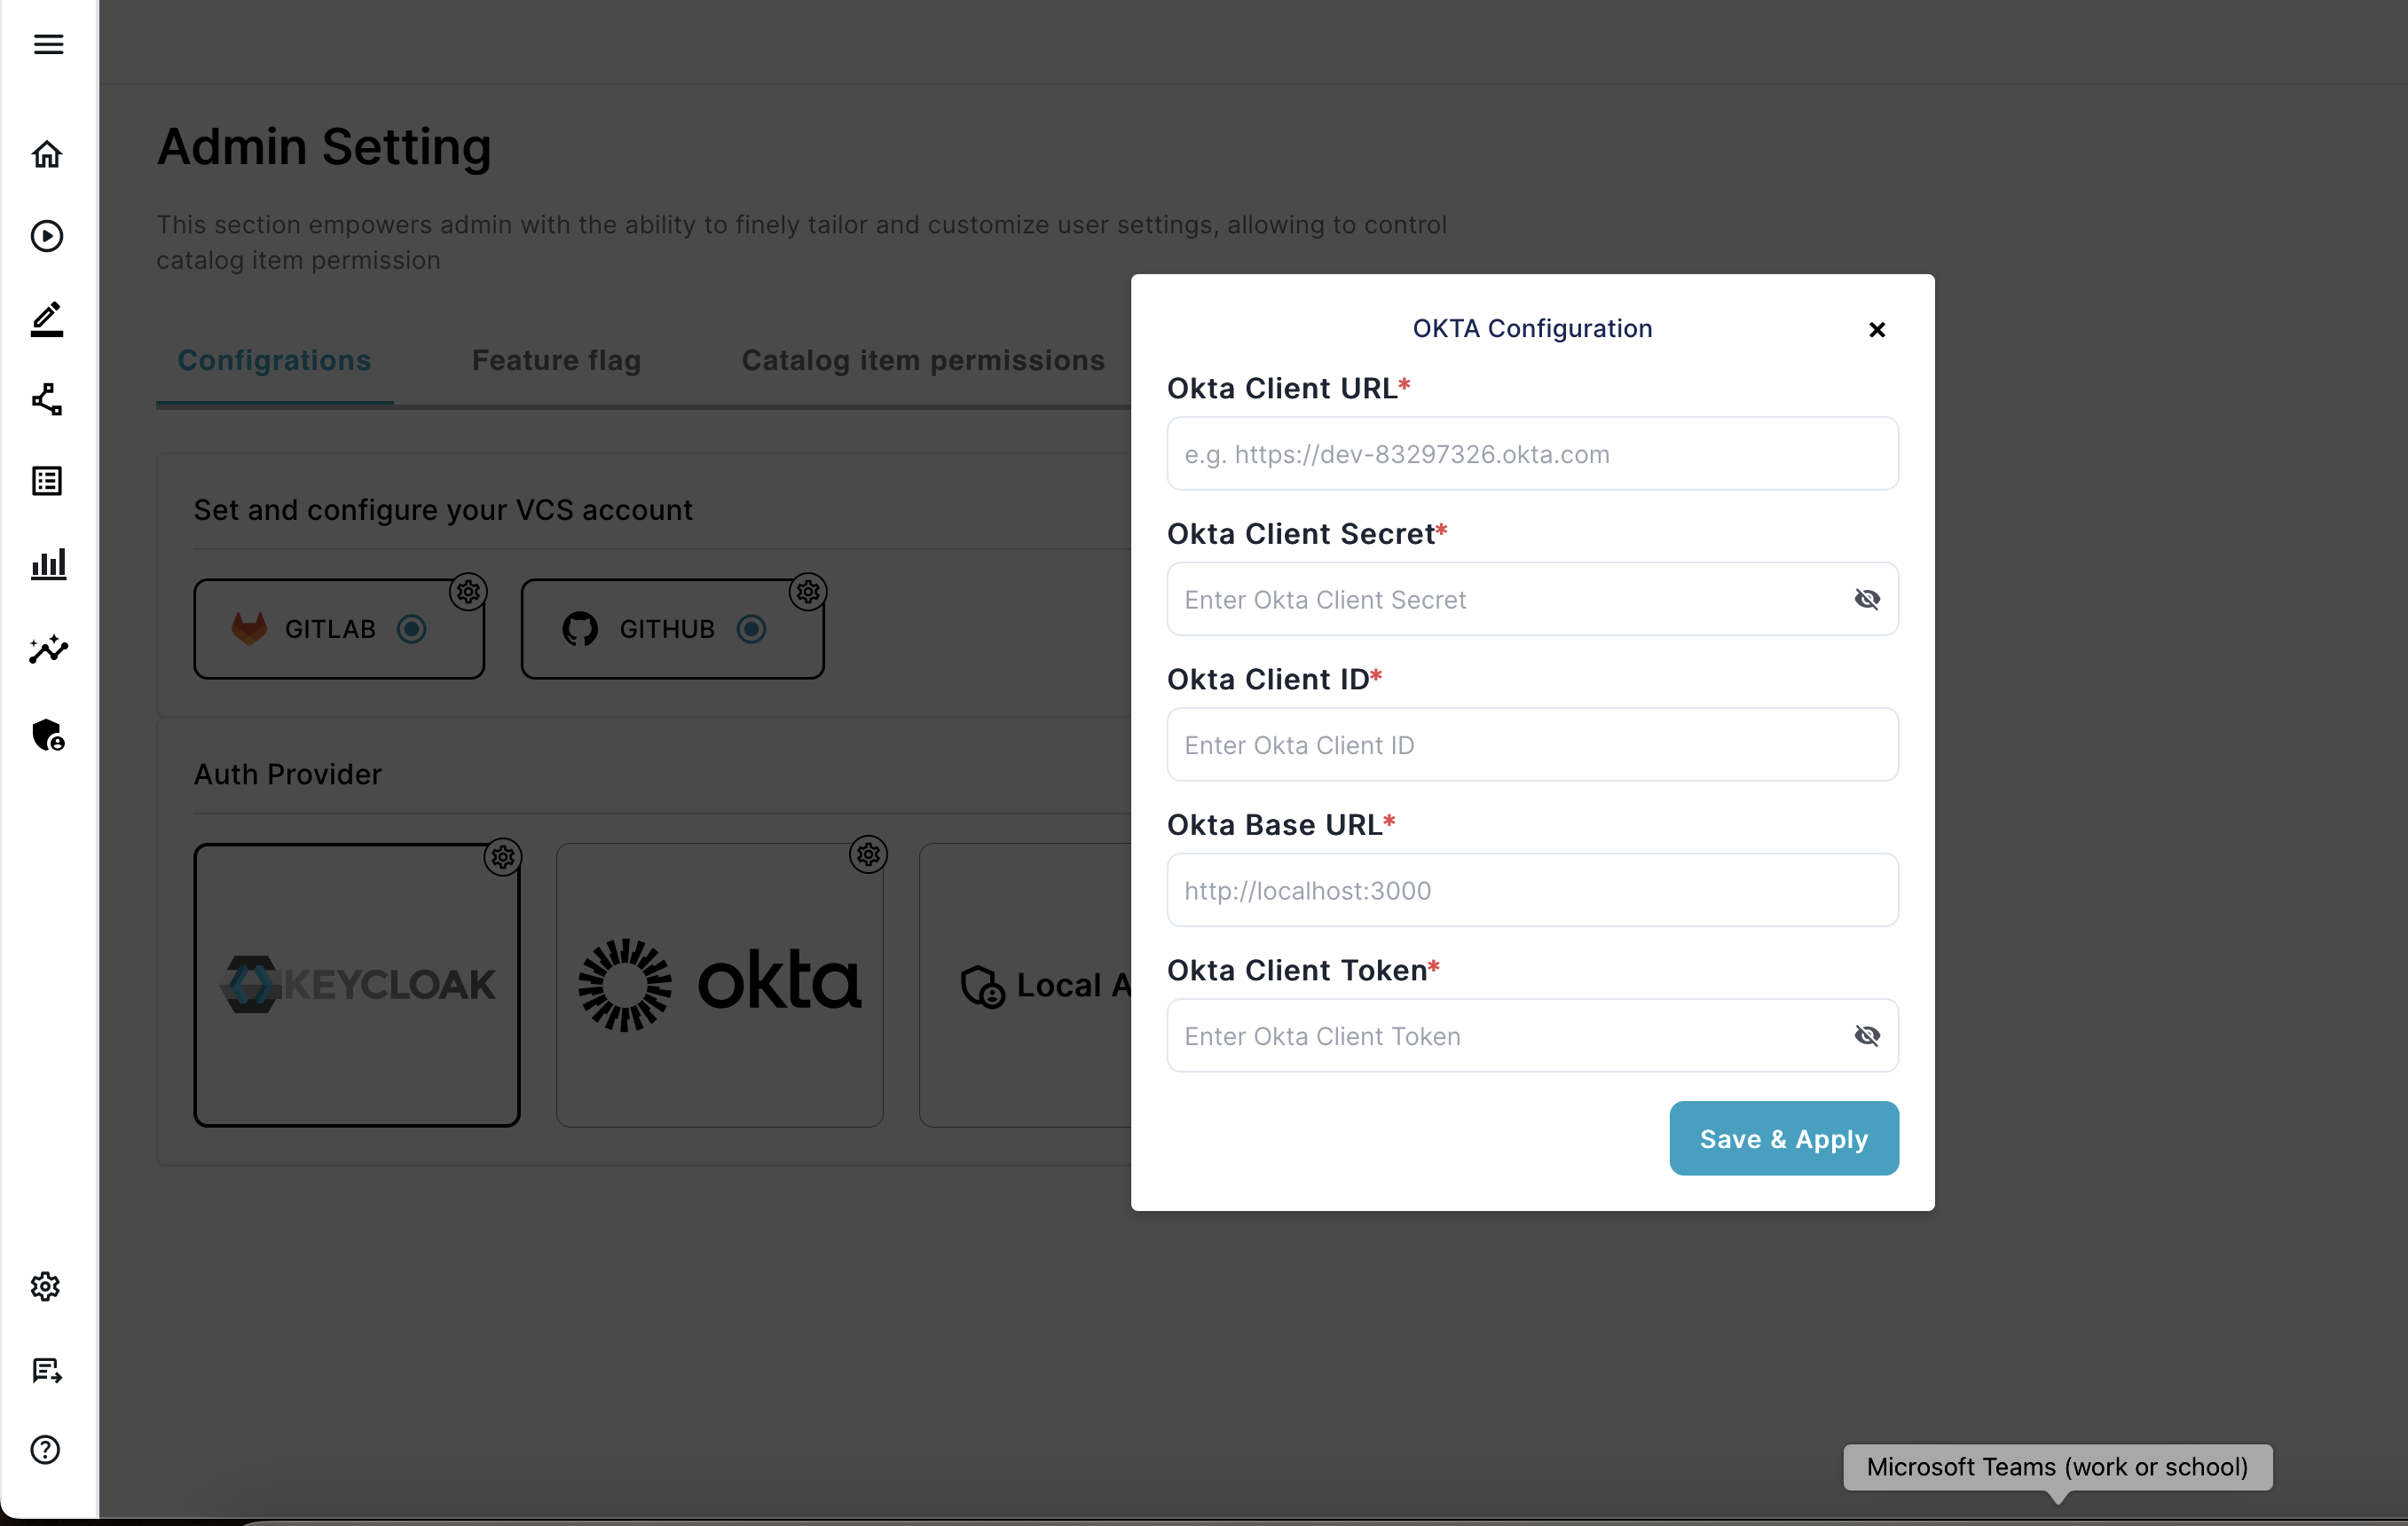 Admin Setting
This section empowers admin with the ability to finely tailor and customize user settings, allowing to control
catalog item permission
Configrations
Feature flag
Catalog item permissions
Set and configure your VCS account
GITLAB
GITHUB
Auth Provider
KEYCLOAK
okta
Local A
OKTA Configuration
Okta Client URL*
e.g. https://dev-83297326.okta.com
Okta Client Secret*
Enter Okta Client Secret
Okta Client ID*
Enter Okta Client ID
Okta Base URL*
http://localhost:3000
Okta Client Token*
Enter Okta Client Token
Save & Apply
Microsoft Teams (work or school)